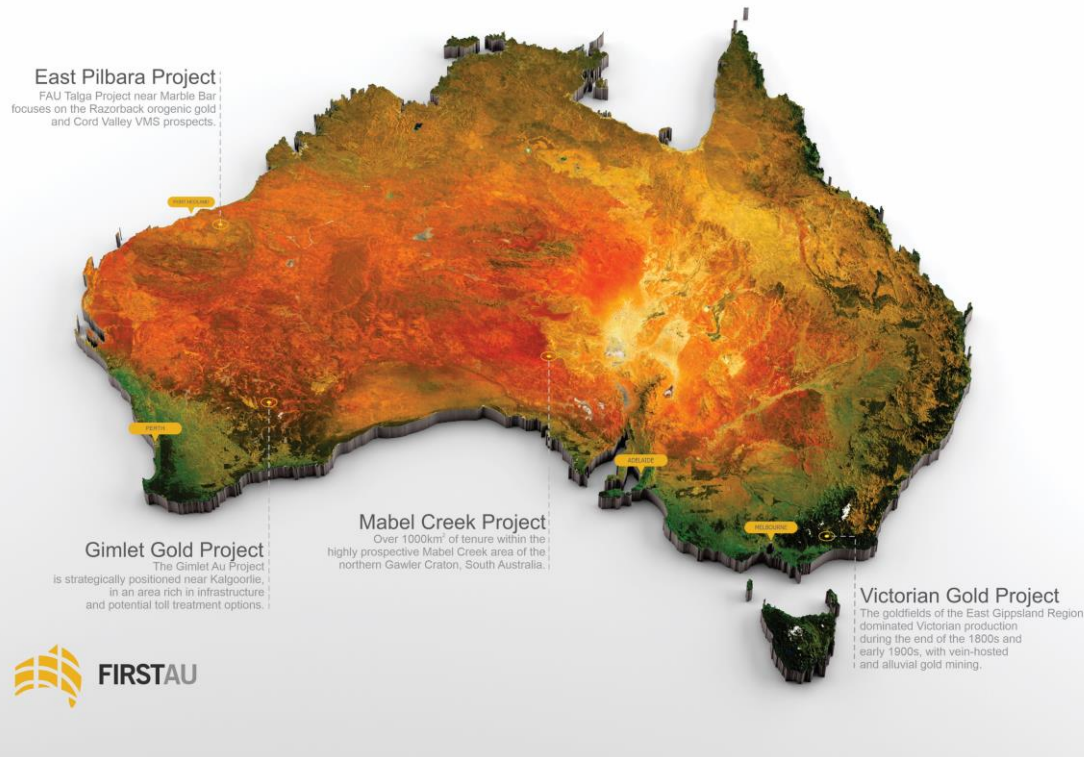 East Pilbara Project
FAU Talga Project near Marble Bar
focuses on the Razorback orogenic gold
and Cord Valley VMS prospects.
PORT HEDLAND
PERTH
ADELAIDE
MELBOURNE
Gimlet Gold Project
The Gimlet Au Project
is strategically positioned near Kalgoorlie,
in an area rich in infrastructure
and potential toll treatment options.
Mabel Creek Project
Over 1000km² of tenure within the
highly prospective Mabel Creek area of the
northern Gawler Craton, South Australia.
Victorian Gold Project
The goldfields of the East Gippsland Region
dominated Victorian production
during the end of the 1800s and
early 1900s, with vein-hosted
and alluvial gold mining.
FIRSTAU